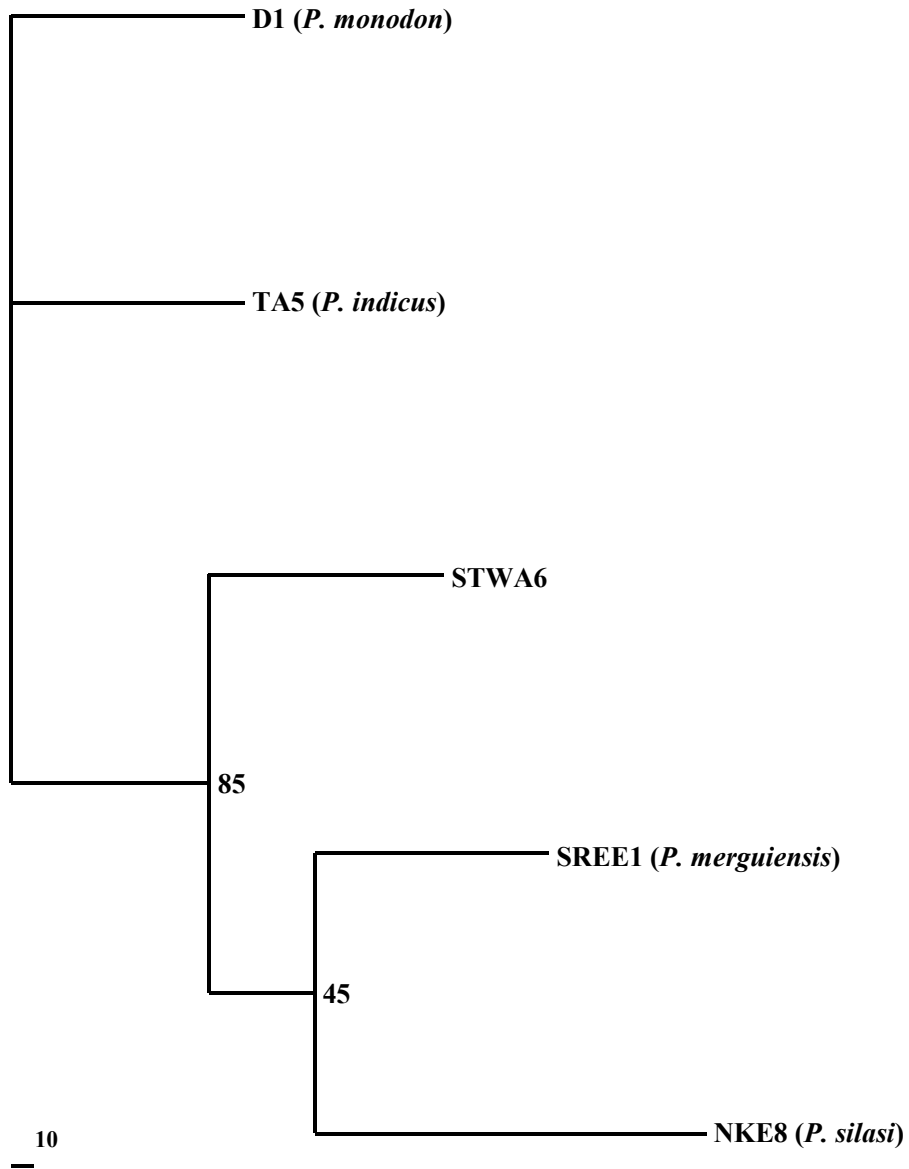 D1 (P. monodon)
TA5 (P. indicus)
STWA6
85
SREE1 (P. merguiensis)
45
NKE8 (P. silasi)
10